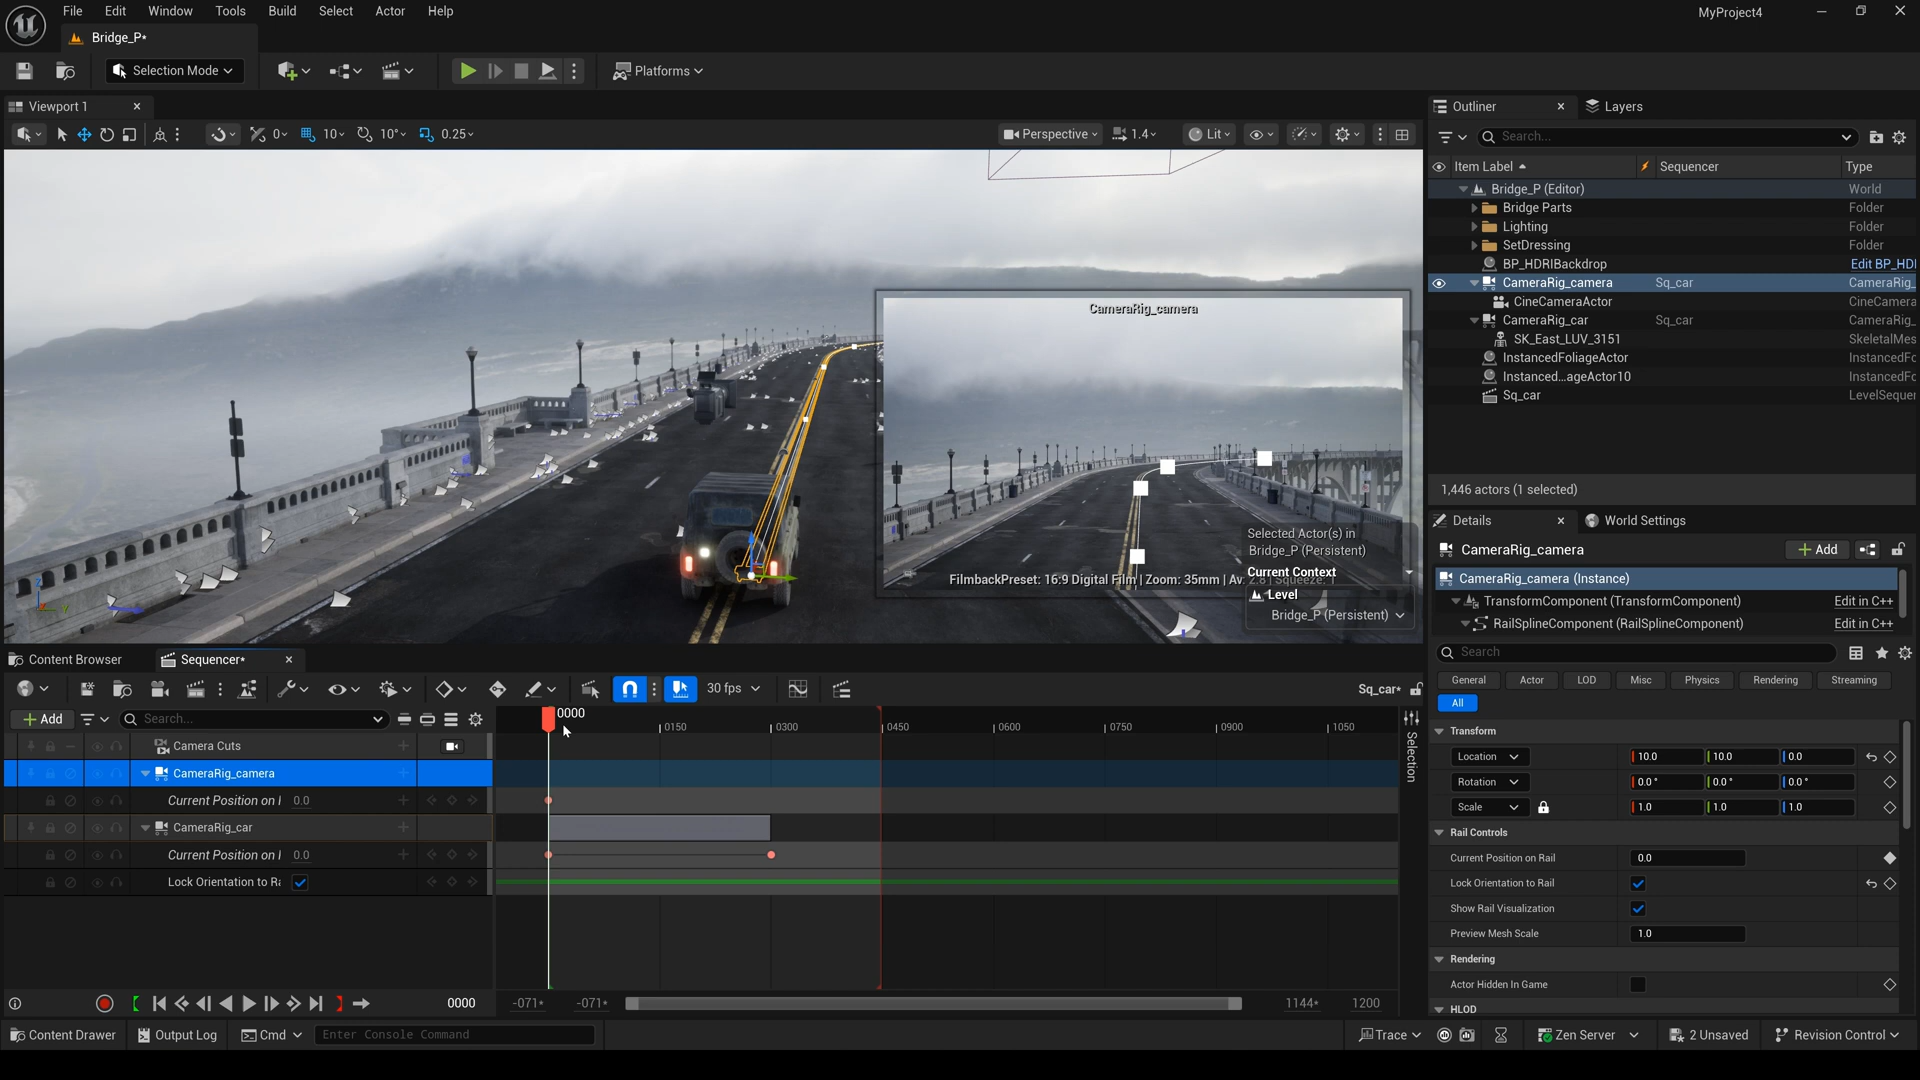 File Edit Window Tools Build Select Actor Help
MyProject4
Bridge_P*
Selection Mode
Platforms
Viewport 1
0 10 10° 0.25
Perspective 1.4 Lit
CameraRig_camera
FilmbackPreset: 16:9 Digital Film | Zoom: 35mm | Av: 2.8 | Squeeze: 1
Selected Actor(s) in
Bridge_P (Persistent)
Current Context
Level
Bridge_P (Persistent)
Outliner Layers
Search...
Item Label Sequencer Type
Bridge_P (Editor) World
Bridge Parts Folder
Lighting Folder
SetDressing Folder
BP_HDRIBackdrop Edit BP_HDI
CameraRig_camera Sq_car CameraRig_
CineCameraActor CineCamera
CameraRig_car Sq_car CameraRig_
SK_East_LUV_3151 SkeletalMes
InstancedFoliageActor InstancedFc
Instanced...ageActor10 InstancedFc
Sq_car LevelSequer
1,446 actors (1 selected)
Details World Settings
CameraRig_camera Add
CameraRig_camera (Instance)
TransformComponent (TransformComponent) Edit in C++
RailSplineComponent (RailSplineComponent) Edit in C++
Search
General Actor LOD Misc Physics Rendering Streaming
All
Transform
Location 10.0 10.0 0.0
Rotation 0.0° 0.0° 0.0°
Scale 1.0 1.0 1.0
Rail Controls
Current Position on Rail 0.0
Lock Orientation to Rail
Show Rail Visualization
Preview Mesh Scale 1.0
Rendering
Actor Hidden In Game
HLOD
Content Browser Sequencer*
30 fps
Sq_car*
Add Search...
0000 0150 0300 0450 0600 0750 0900 1050
Selection
Camera Cuts
CameraRig_camera
Current Position on I 0.0
CameraRig_car
Current Position on I 0.0
Lock Orientation to Ra
0000 -071* -071* 1144* 1200
Content Drawer Output Log Cmd Enter Console Command
Trace Zen Server 2 Unsaved Revision Control